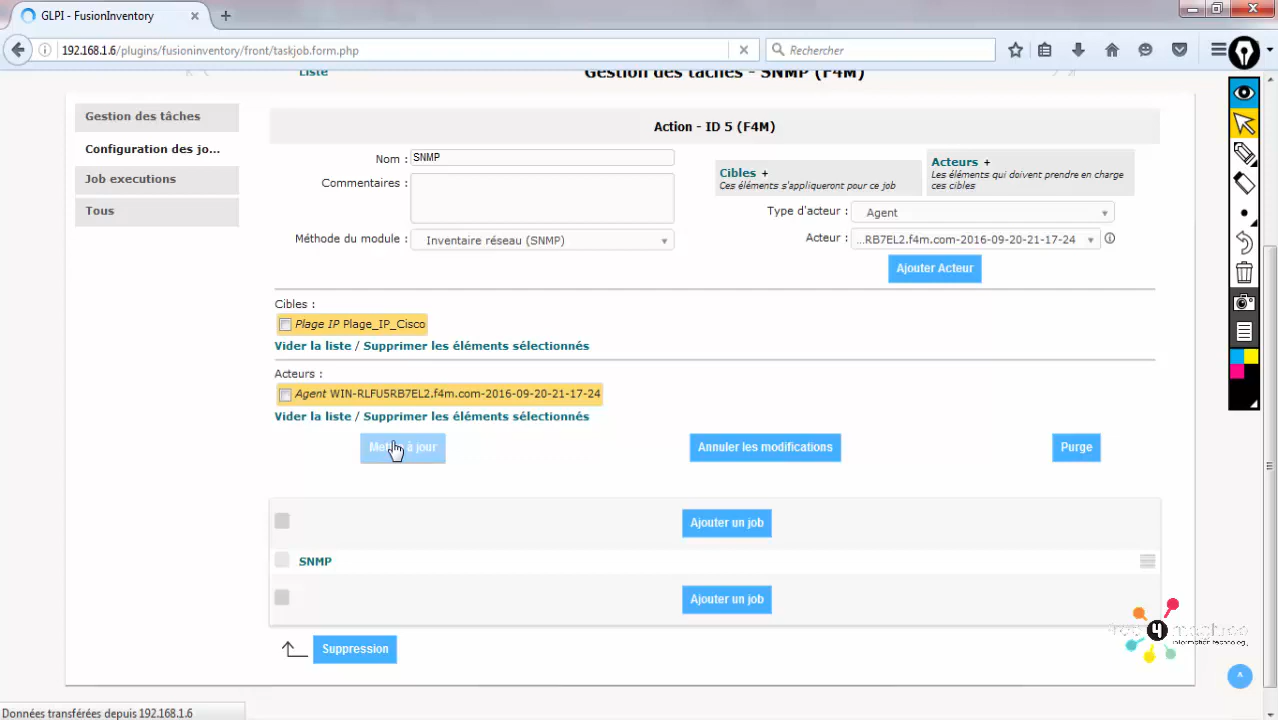 GLPI - FusionInventory
192.168.1.6/plugins/fusioninventory/front/taskjob.form.php
Rechercher
Liste
Gestion des tâches - SNMP (F4M)
Gestion des tâches
Configuration des jo...
Job executions
Tous
Action - ID 5 (F4M)
Nom :
SNMP
Commentaires :
Méthode du module :
Inventaire réseau (SNMP)
Cibles +
Ces éléments s'appliqueront pour ce job
Acteurs +
Les éléments qui doivent prendre en charge
ces cibles
Type d'acteur :
Agent
Acteur :
...RB7EL2.f4m.com-2016-09-20-21-17-24
Ajouter Acteur
Cibles :
Plage IP Plage_IP_Cisco
Vider la liste / Supprimer les éléments sélectionnés
Acteurs :
Agent WIN-RLFU5RB7EL2.f4m.com-2016-09-20-21-17-24
Vider la liste / Supprimer les éléments sélectionnés
Mettre à jour
Annuler les modifications
Purge
Ajouter un job
SNMP
Ajouter un job
Suppression
4
information technology
Données transférées depuis 192.168.1.6